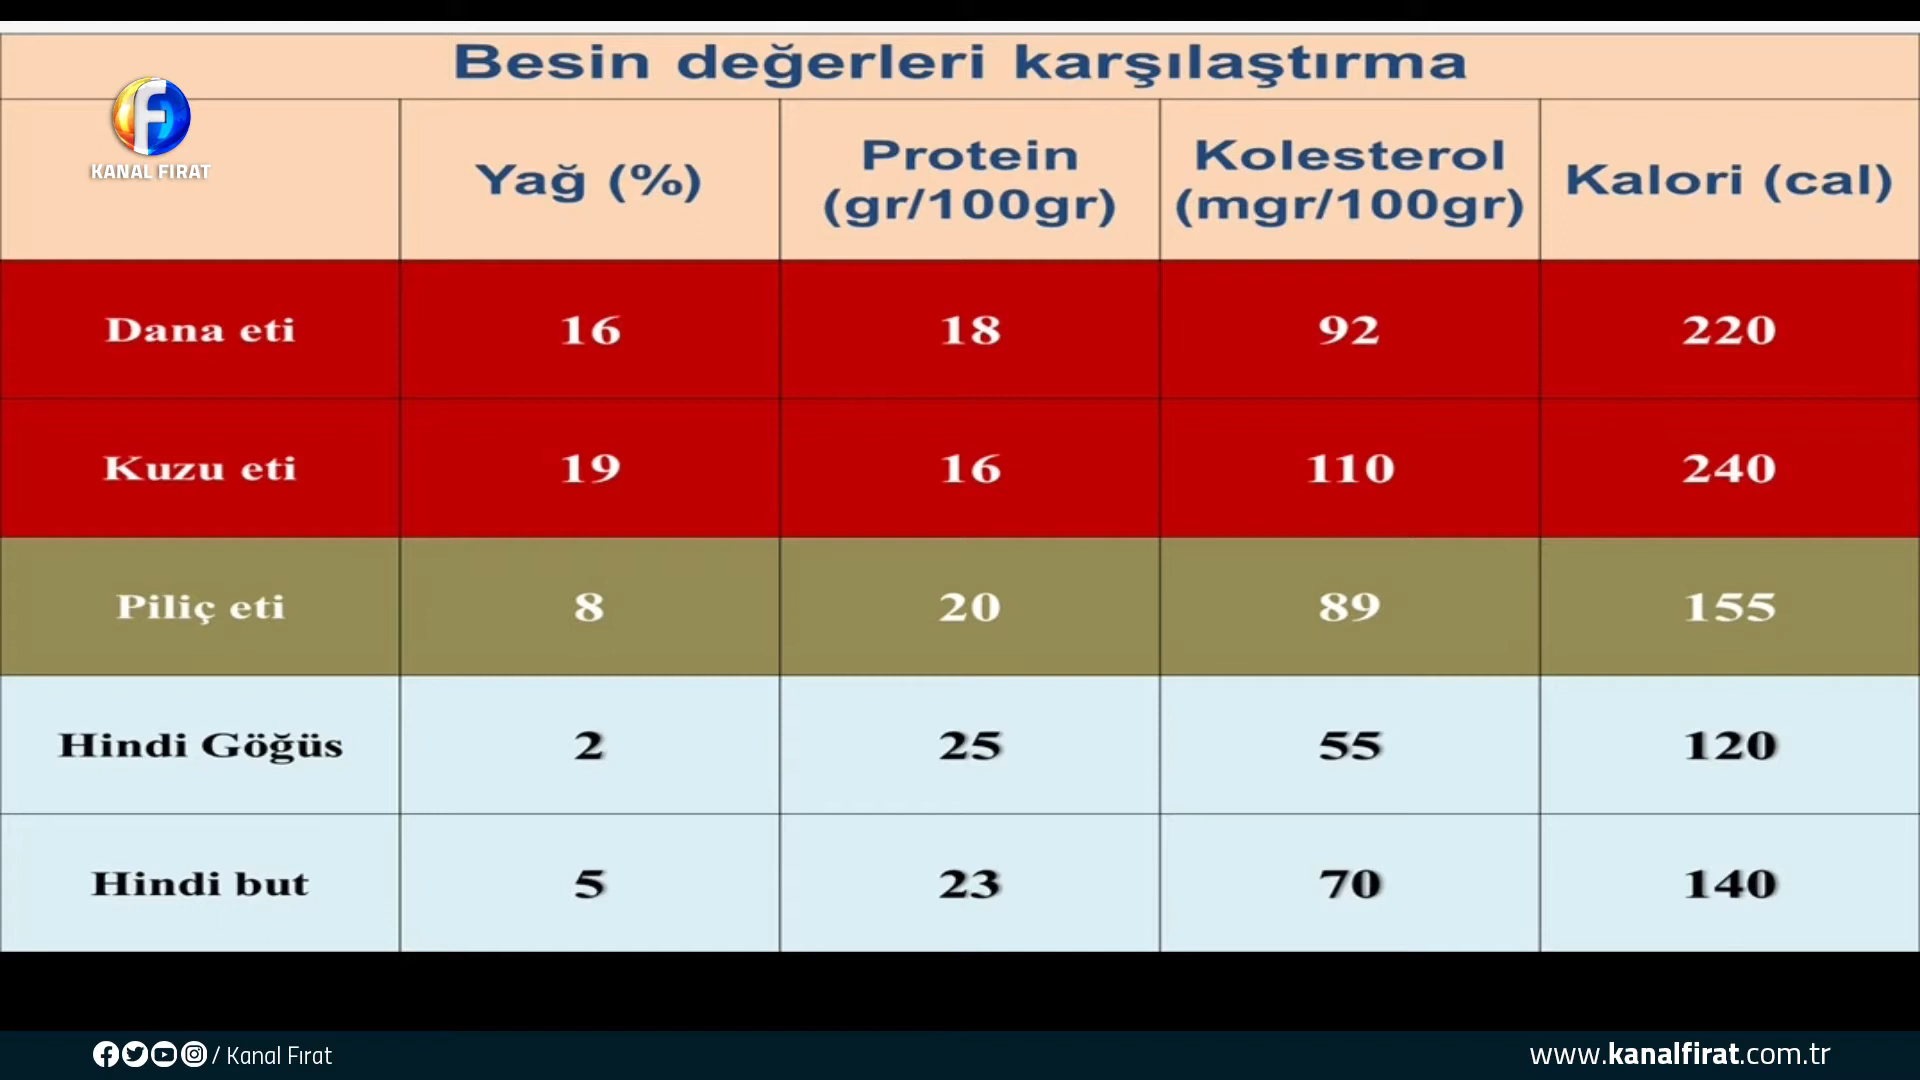 Besin değerleri karşılaştırma
KANAL FIRAT
Yağ (%)
Protein
(gr/100gr)
Kolesterol
(mgr/100gr)
Kalori (cal)
Dana eti 16 18 92 220
Kuzu eti 19 16 110 240
Piliç eti 8 20 89 155
Hindi Göğüs 2 25 55 120
Hindi but 5 23 70 140
/ Kanal Fırat
www.kanalfirat.com.tr